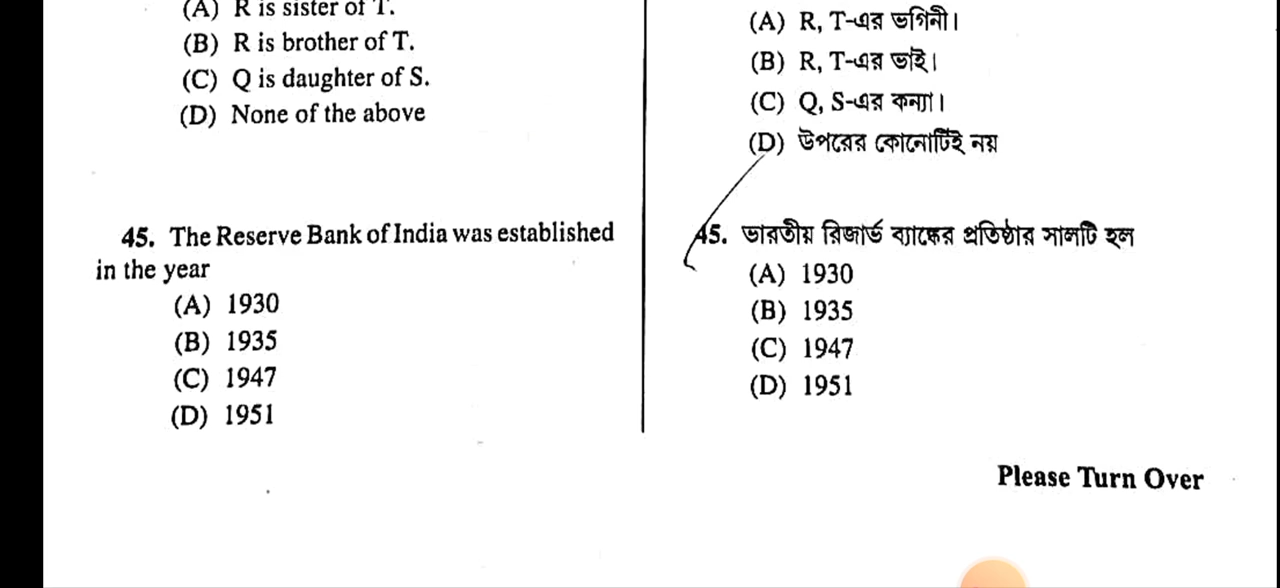 (A) R is sister of T.
(B) R is brother of T.
(C) Q is daughter of S.
(D) None of the above
45. The Reserve Bank of India was established
in the year
(A) 1930
(B) 1935
(C) 1947
(D) 1951
(A) R, T-এর ভগিনী।
(B) R, T-এর ভাই।
(C) Q, S-এর কন্যা।
(D) উপরের কোনোটিই নয়
45. ভারতীয় রিজার্ভ ব্যাঙ্কের প্রতিষ্ঠার সালটি হল
(A) 1930
(B) 1935
(C) 1947
(D) 1951
Please Turn Over